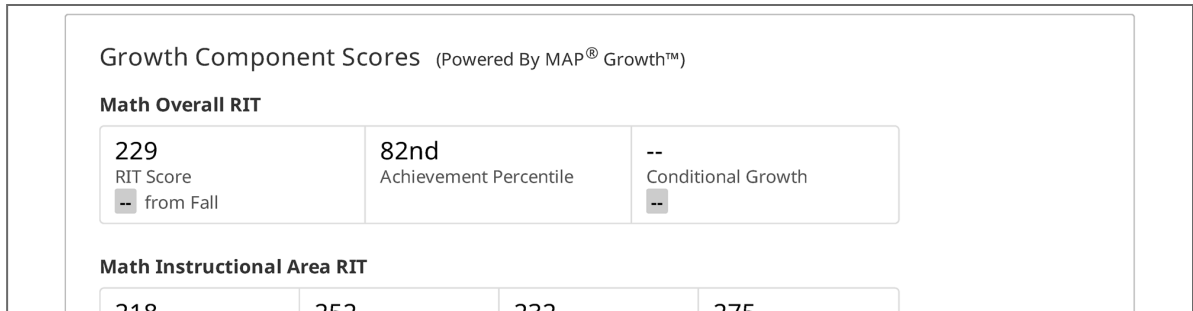 Growth Component Scores (Powered By MAP® Growth™)
Math Overall RIT
229 82nd --
RIT Score Achievement Percentile Conditional Growth
-- from Fall --
Math Instructional Area RIT